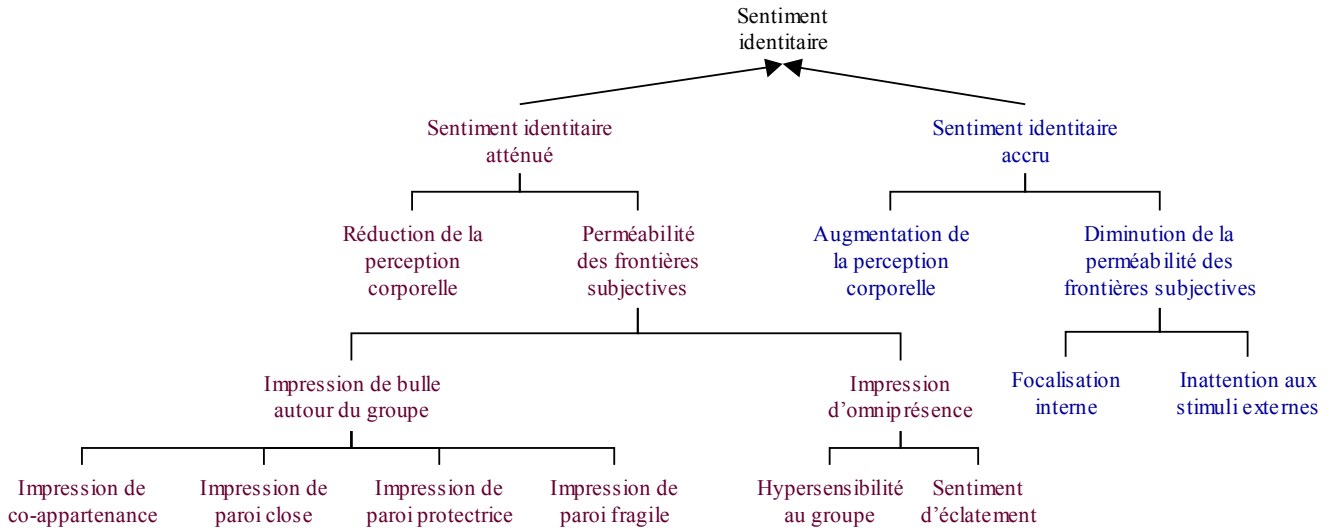 Sentiment
identitaire
Sentiment identitaire
atténué
Sentiment identitaire
accru
Réduction de la
perception
corporelle
Perméabilité
des frontières
subjectives
Augmentation de
la perception
corporelle
Diminution de la
perméabilité des
frontières subjectives
Impression de bulle
autour du groupe
Impression
d’omniprésence
Focalisation
interne
Inattention aux
stimuli externes
Impression de
co-appartenance
Impression de
paroi close
Impression de
paroi protectrice
Impression de
paroi fragile
Hypersensibilité
au groupe
Sentiment
d'éclatement